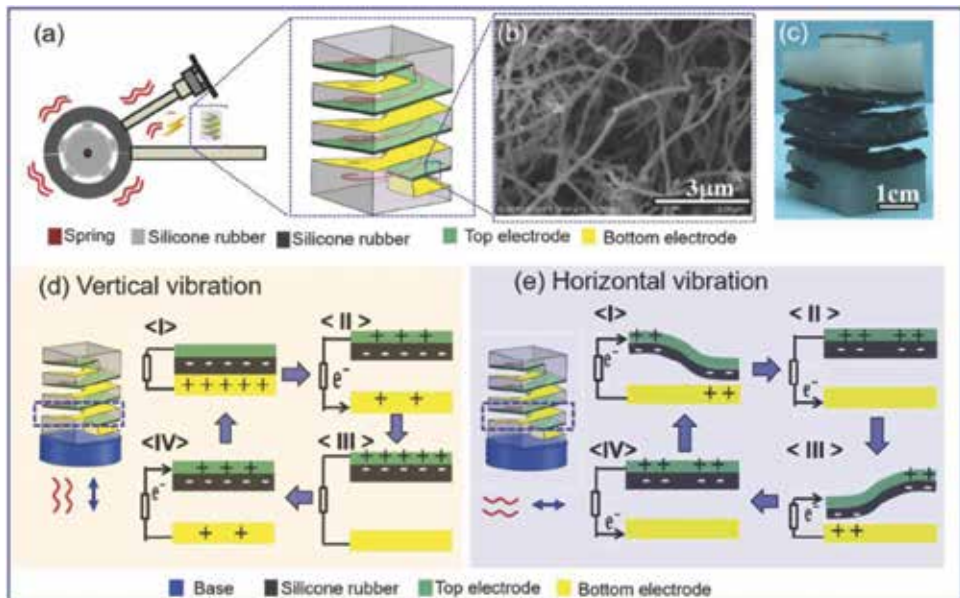 (a)
(b)
(c)
3μm
1cm
Spring
Silicone rubber
Silicone rubber
Top electrode
Bottom electrode
(d) Vertical vibration
<I>
+ + + + +
- - - - -
< II >
+ + +
- - - - -
e⁻
+ +
<IV>
+ + +
- - - - -
e⁻
+ +
< III >
+ + + + +
- - - - -
(e) Horizontal vibration
<I>
+ +
- -
- -
e⁻
+ +
< II >
+ + + +
- - - -
e⁻
<IV>
+ + + +
- - - -
e⁻
< III >
+ +
- -
- -
e⁻
+ +
Base
Silicone rubber
Top electrode
Bottom electrode